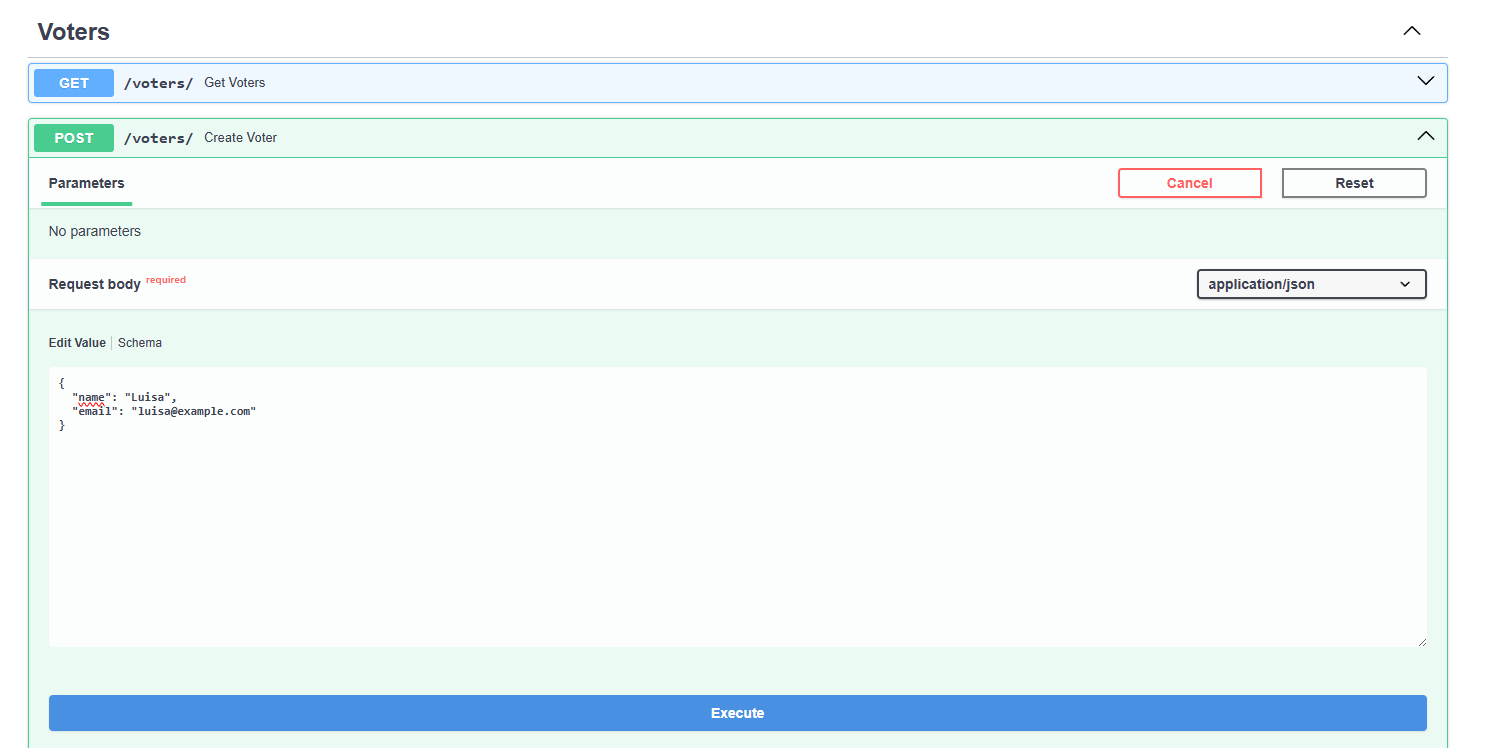 Voters
GET /voters/ Get Voters
POST /voters/ Create Voter
Parameters Cancel Reset
No parameters
Request body required application/json
Edit Value Schema
{
  "name": "Luisa",
  "email": "luisa@example.com"
}
Execute